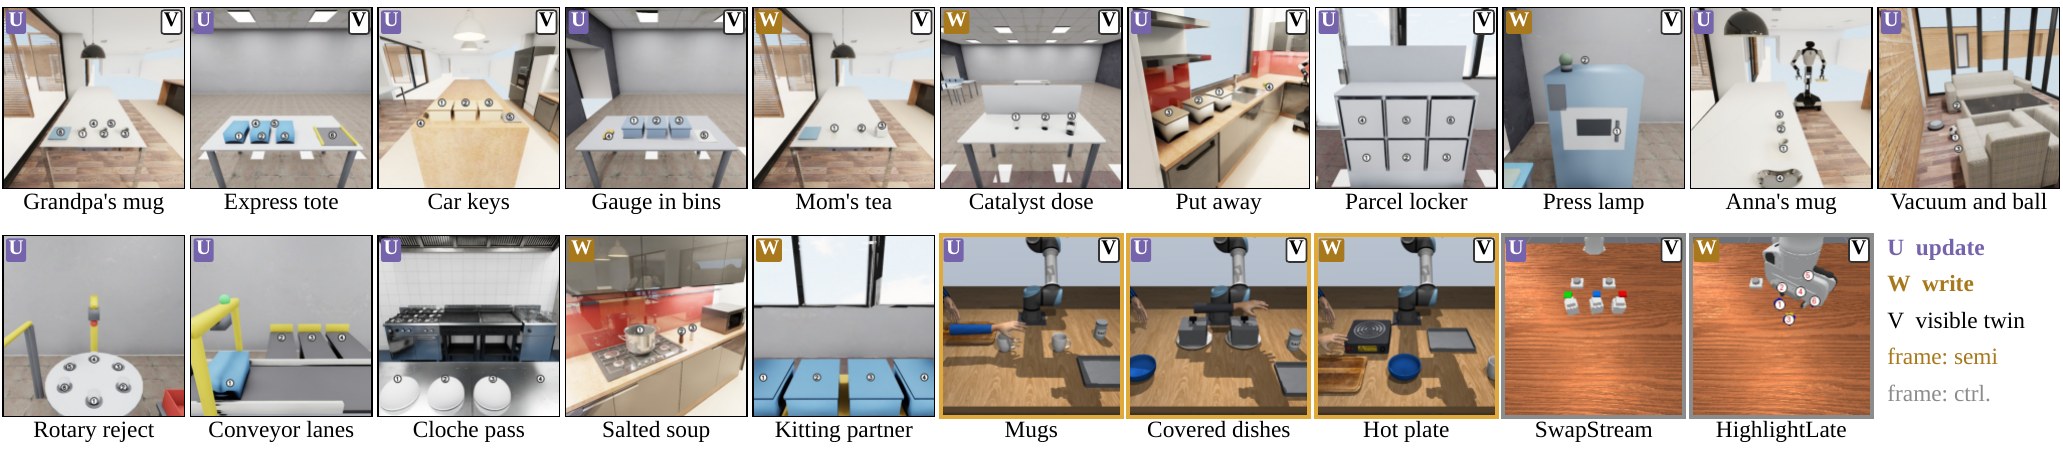 U V U V U V U V W V W V U V U V W V U V U V
Grandpa's mug Express tote Car keys Gauge in bins Mom's tea Catalyst dose Put away Parcel locker Press lamp Anna's mug Vacuum and ball
U U U W W U V U V W V U V W V
Rotary reject Conveyor lanes Cloche pass Salted soup Kitting partner Mugs Covered dishes Hot plate SwapStream HighlightLate
U update
W write
V visible twin
frame: semi
frame: ctrl.